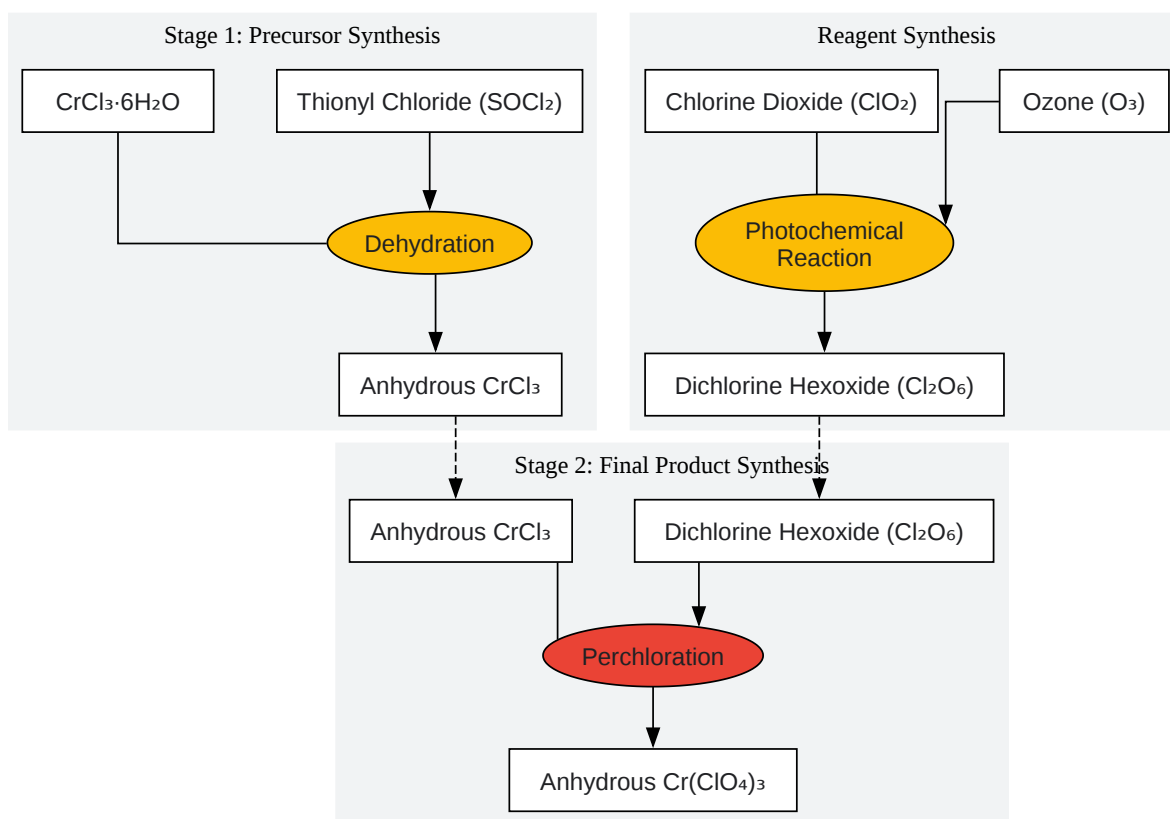 Stage 1: Precursor Synthesis
CrCl₃·6H₂O
Thionyl Chloride (SOCl₂)
Dehydration
Anhydrous CrCl₃
Reagent Synthesis
Chlorine Dioxide (ClO₂)
Ozone (O₃)
Photochemical
Reaction
Dichlorine Hexoxide (Cl₂O₆)
Stage 2: Final Product Synthesis
Anhydrous CrCl₃
Dichlorine Hexoxide (Cl₂O₆)
Perchloration
Anhydrous Cr(ClO₄)₃